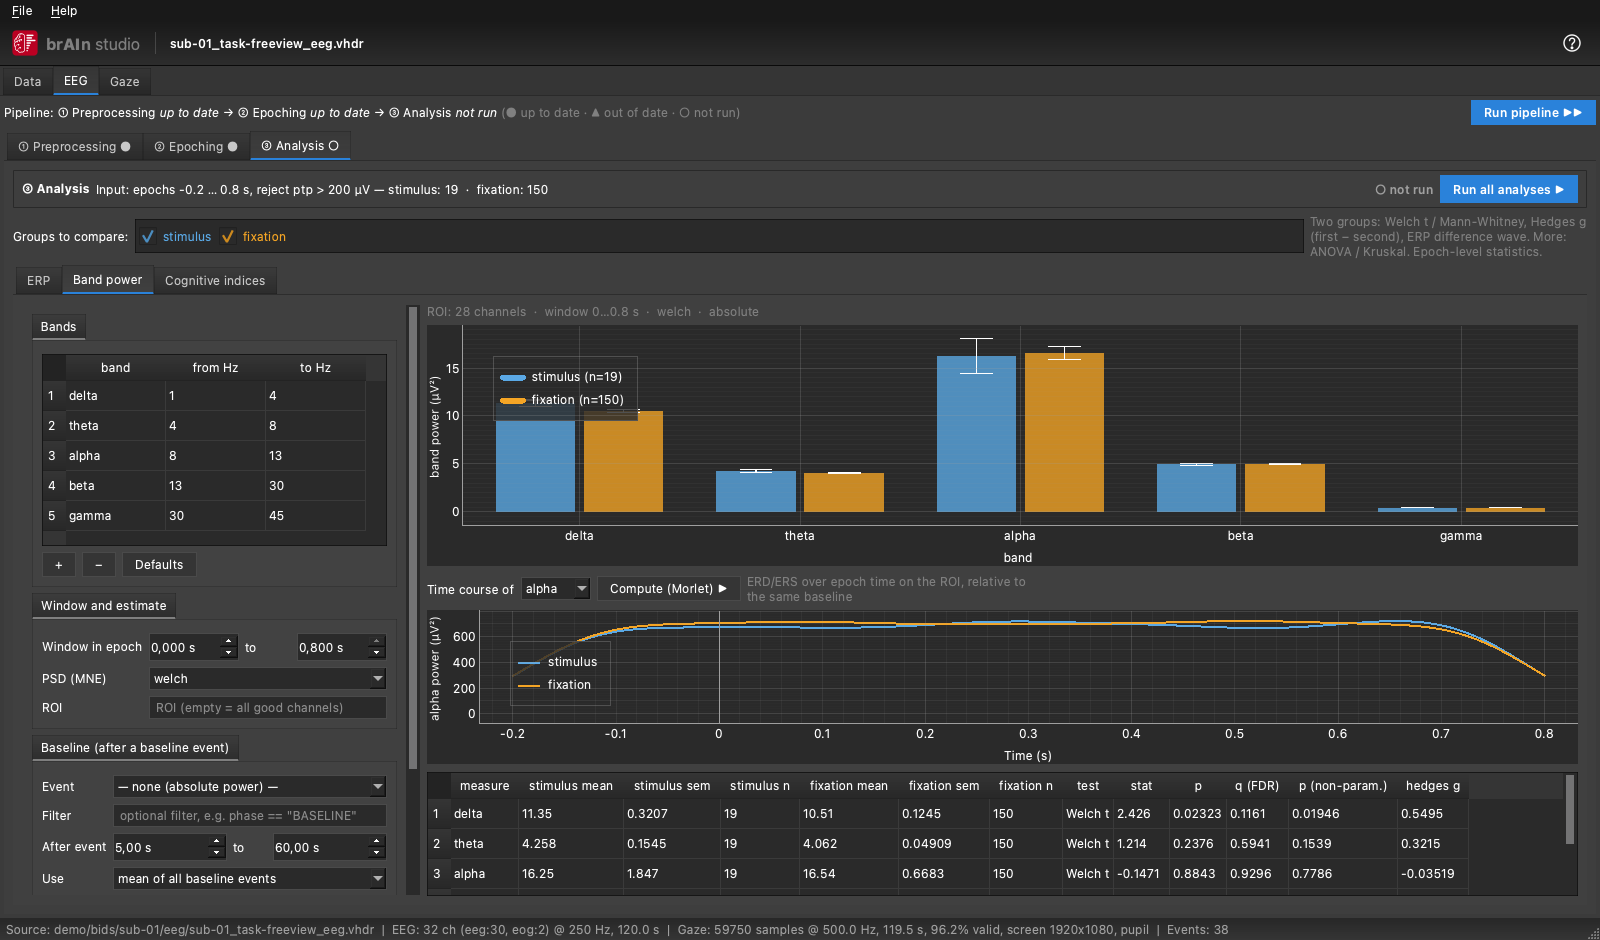 File Help
brAIn studio sub-01_task-freeview_eeg.vhdr
Data EEG Gaze
Pipeline: ① Preprocessing up to date → ② Epoching up to date → ③ Analysis not run (● up to date · ▲ out of date · ○ not run)
Run pipeline ▶▶
① Preprocessing ● ② Epoching ● ③ Analysis ○
③ Analysis Input: epochs -0.2 ... 0.8 s, reject ptp > 200 µV — stimulus: 19 · fixation: 150
○ not run Run all analyses ▶
Groups to compare: ✓ stimulus ✓ fixation
Two groups: Welch t / Mann-Whitney, Hedges g
(first − second), ERP difference wave. More:
ANOVA / Kruskal. Epoch-level statistics.
ERP Band power Cognitive indices
Bands
band from Hz to Hz
1 delta 1 4
2 theta 4 8
3 alpha 8 13
4 beta 13 30
5 gamma 30 45
+ − Defaults
Window and estimate
Window in epoch 0,000 s to 0,800 s
PSD (MNE) welch
ROI ROI (empty = all good channels)
Baseline (after a baseline event)
Event — none (absolute power) —
Filter optional filter, e.g. phase == "BASELINE"
After event 5,00 s to 60,00 s
Use mean of all baseline events
ROI: 28 channels · window 0...0.8 s · welch · absolute
band power (µV²)
15
10
5
0
stimulus (n=19)
fixation (n=150)
delta theta alpha beta gamma
band
Time course of alpha Compute (Morlet) ▶
ERD/ERS over epoch time on the ROI, relative to
the same baseline
alpha power (µV²)
600
400
200
0
stimulus
fixation
-0.2 -0.1 0 0.1 0.2 0.3 0.4 0.5 0.6 0.7 0.8
Time (s)
measure stimulus mean stimulus sem stimulus n fixation mean fixation sem fixation n test stat p q (FDR) p (non-param.) hedges g
1 delta 11.35 0.3207 19 10.51 0.1245 150 Welch t 2.426 0.02323 0.1161 0.01946 0.5495
2 theta 4.258 0.1545 19 4.062 0.04909 150 Welch t 1.214 0.2376 0.5941 0.1539 0.3215
3 alpha 16.25 1.847 19 16.54 0.6683 150 Welch t -0.1471 0.8843 0.9296 0.7786 -0.03519
Source: demo/bids/sub-01/eeg/sub-01_task-freeview_eeg.vhdr | EEG: 32 ch (eeg:30, eog:2) @ 250 Hz, 120.0 s | Gaze: 59750 samples @ 500.0 Hz, 119.5 s, 96.2% valid, screen 1920x1080, pupil | Events: 38